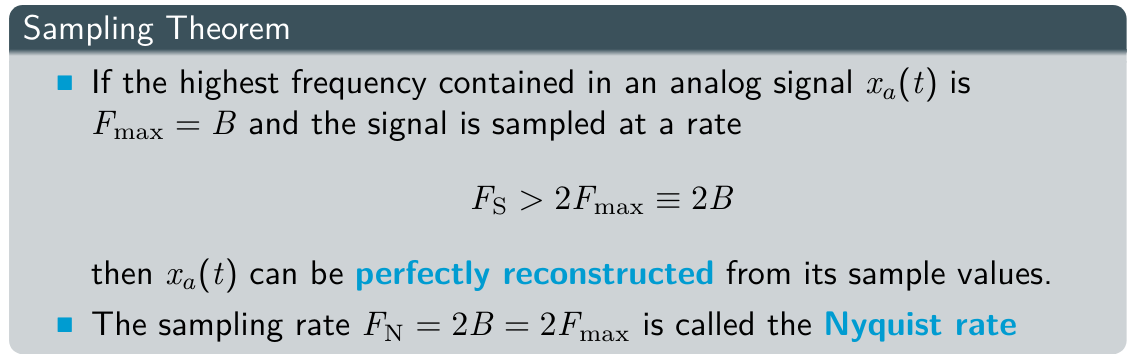 Sampling Theorem
If the highest frequency contained in an analog signal $x_a(t)$ is
$F_{\max} = B$ and the signal is sampled at a rate
$F_{\mathrm{S}} > 2F_{\max} \equiv 2B$
then $x_a(t)$ can be perfectly reconstructed from its sample values.
The sampling rate $F_{\mathrm{N}} = 2B = 2F_{\max}$ is called the Nyquist rate